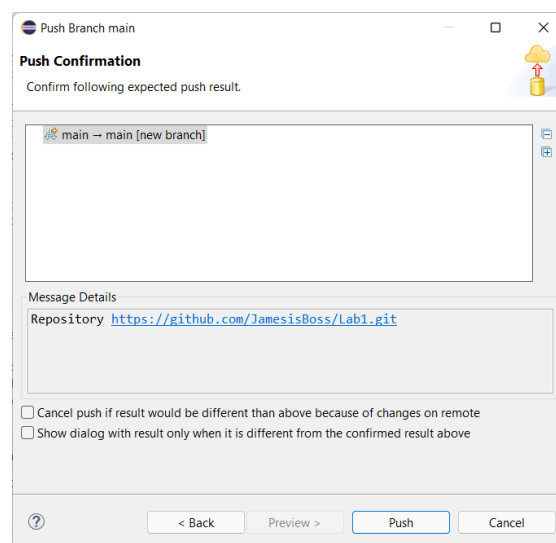 Push Branch main
Push Confirmation
Confirm following expected push result.
main → main [new branch]
Message Details
Repository https://github.com/JamesisBoss/Lab1.git
Cancel push if result would be different than above because of changes on remote
Show dialog with result only when it is different from the confirmed result above
? < Back Preview > Push Cancel